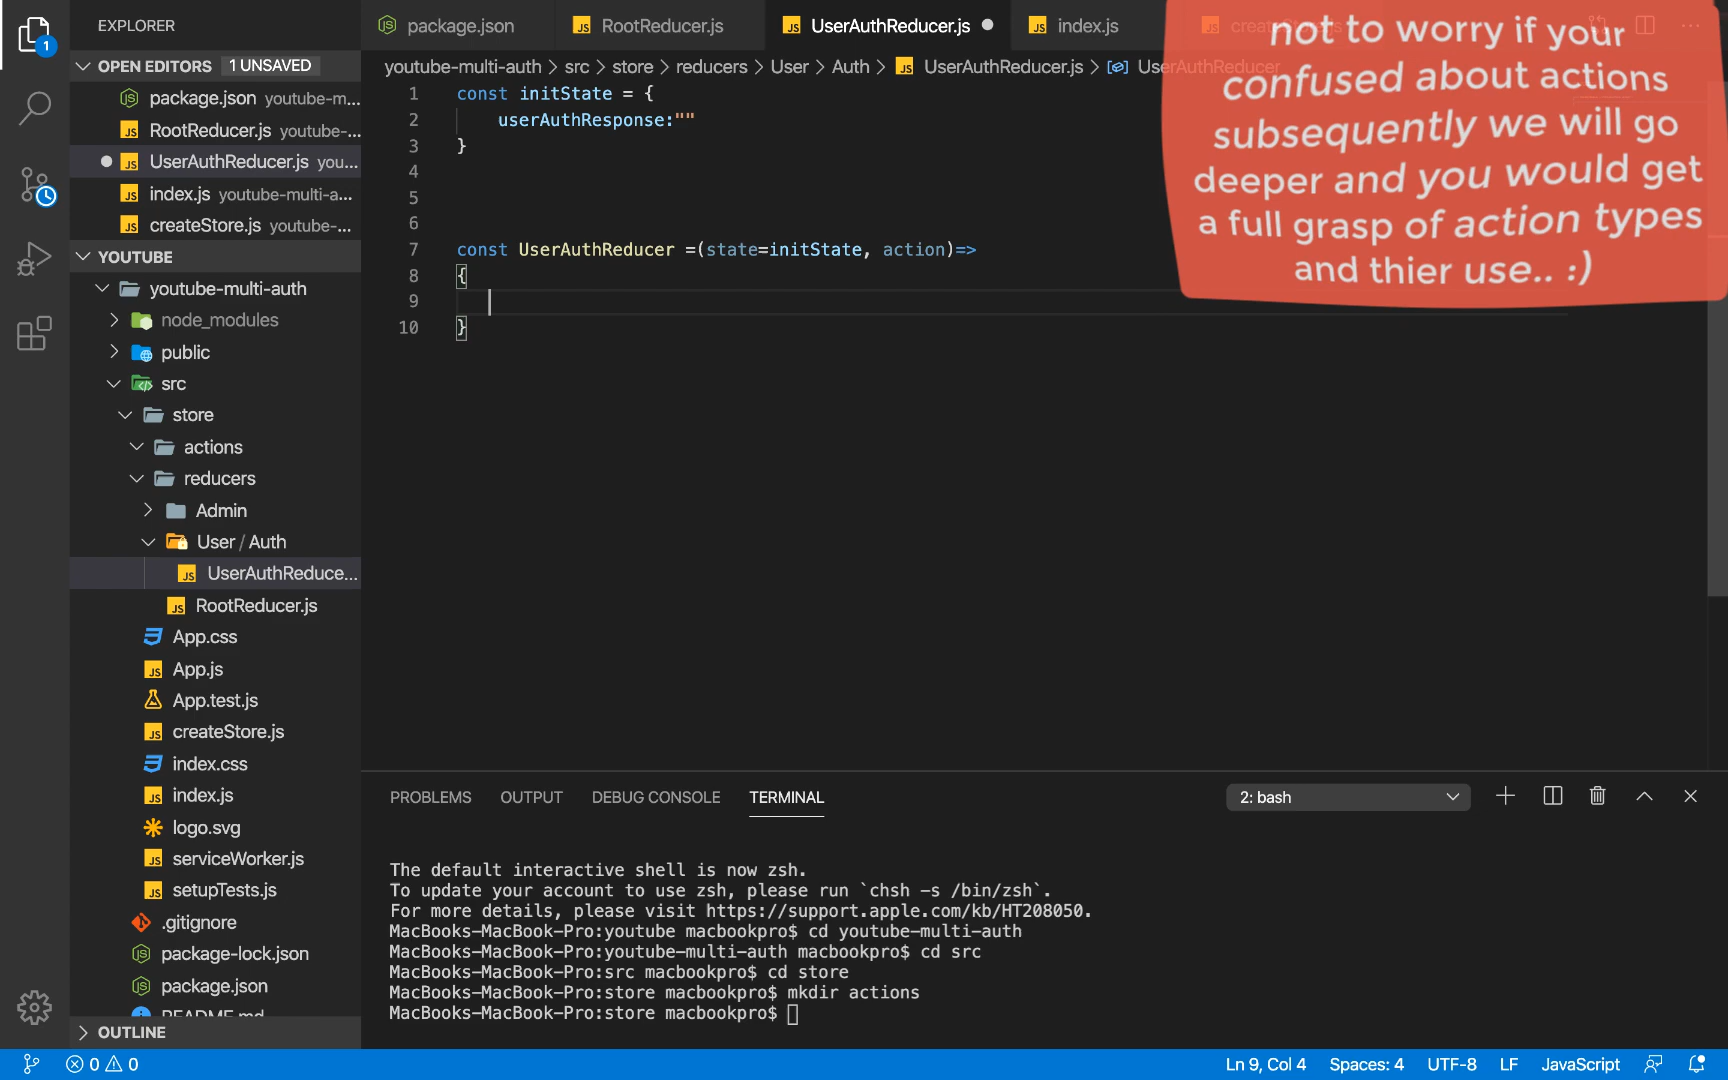 EXPLORER
OPEN EDITORS 1 UNSAVED
package.json youtube-m...
RootReducer.js youtube-...
UserAuthReducer.js you...
index.js youtube-multi-a...
createStore.js youtube-...
YOUTUBE
youtube-multi-auth
node_modules
public
src
store
actions
reducers
Admin
User / Auth
UserAuthReduce...
RootReducer.js
App.css
App.js
App.test.js
createStore.js
index.css
index.js
logo.svg
serviceWorker.js
setupTests.js
.gitignore
package-lock.json
package.json
README.md
OUTLINE
package.json RootReducer.js UserAuthReducer.js index.js
youtube-multi-auth > src > store > reducers > User > Auth > UserAuthReducer.js > UserAuthReducer
1 const initState = {
2 userAuthResponse:""
3 }
4
5
6
7 const UserAuthReducer =(state=initState, action)=>
8 {
9
10 }
not to worry if your
confused about actions
subsequently we will go
deeper and you would get
a full grasp of action types
and thier use.. :)
PROBLEMS OUTPUT DEBUG CONSOLE TERMINAL 2: bash
The default interactive shell is now zsh.
To update your account to use zsh, please run `chsh -s /bin/zsh`.
For more details, please visit https://support.apple.com/kb/HT208050.
MacBooks-MacBook-Pro:youtube macbookpro$ cd youtube-multi-auth
MacBooks-MacBook-Pro:youtube-multi-auth macbookpro$ cd src
MacBooks-MacBook-Pro:src macbookpro$ cd store
MacBooks-MacBook-Pro:store macbookpro$ mkdir actions
MacBooks-MacBook-Pro:store macbookpro$
0 0 Ln 9, Col 4 Spaces: 4 UTF-8 LF JavaScript